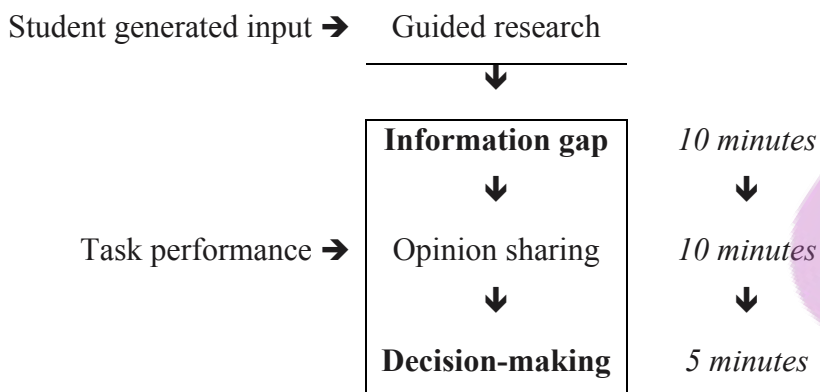 Student generated input ➔ Guided research
🡫
Information gap 10 minutes
🡫 🡫
Task performance ➔ Opinion sharing 10 minutes
🡫 🡫
Decision-making 5 minutes